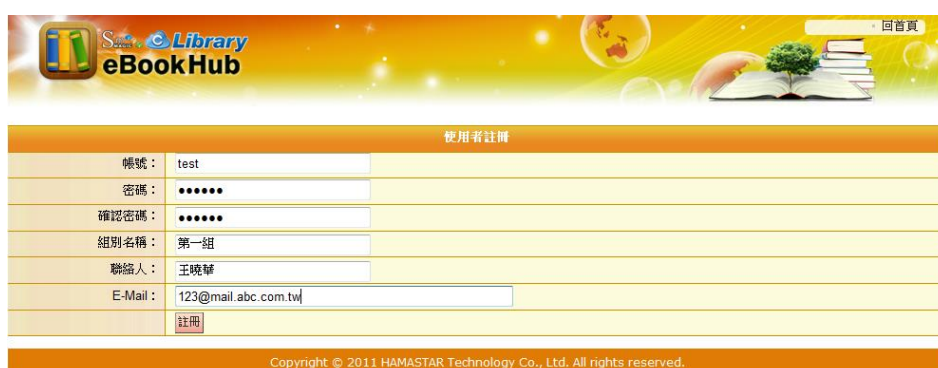 回首頁
Library
eBookHub
使用者註冊
帳號：
test
密碼：
●●●●●●
確認密碼：
●●●●●●
組別名稱：
第一組
聯絡人：
王曉華
E-Mail：
123@mail.abc.com.tw
註冊
Copyright © 2011 HAMASTAR Technology Co., Ltd. All rights reserved.